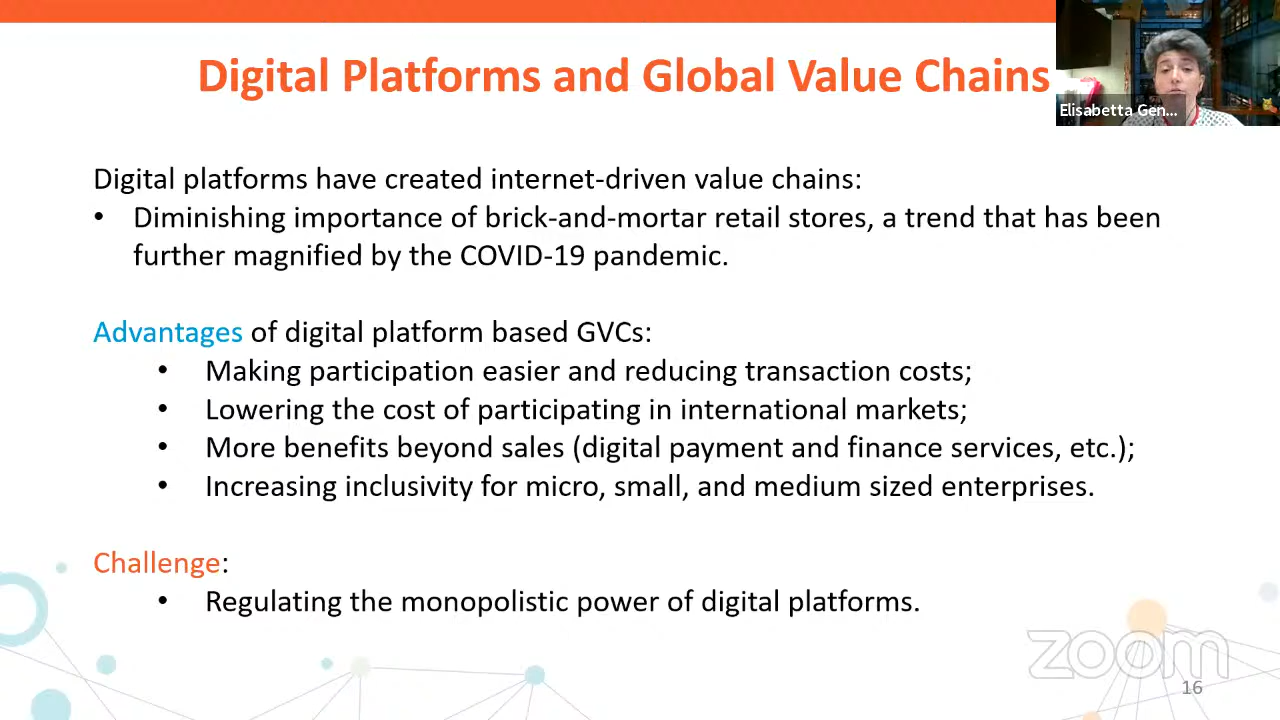 Digital Platforms and Global Value Chains
Elisabetta Gen...
Digital platforms have created internet-driven value chains:
• Diminishing importance of brick-and-mortar retail stores, a trend that has been
further magnified by the COVID-19 pandemic.
Advantages of digital platform based GVCs:
• Making participation easier and reducing transaction costs;
• Lowering the cost of participating in international markets;
• More benefits beyond sales (digital payment and finance services, etc.);
• Increasing inclusivity for micro, small, and medium sized enterprises.
Challenge:
• Regulating the monopolistic power of digital platforms.
zoom
16